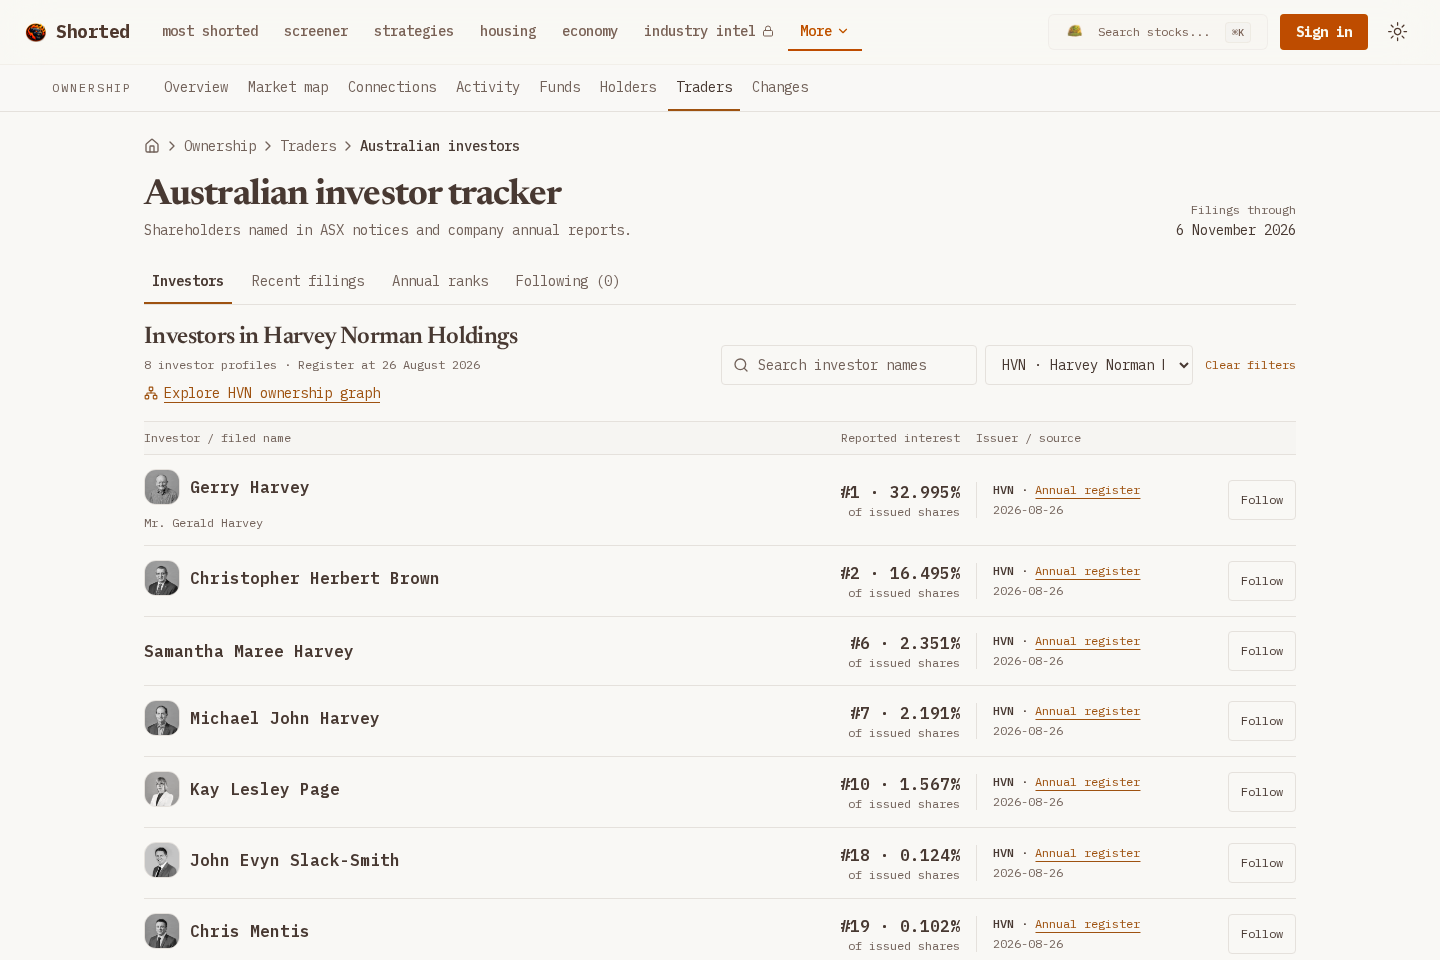 Shorted
most shorted
screener
strategies
housing
economy
industry intel
More
Search stocks...
⌘K
Sign in
OWNERSHIP
Overview
Market map
Connections
Activity
Funds
Holders
Traders
Changes
Ownership
Traders
Australian investors
Australian investor tracker
Shareholders named in ASX notices and company annual reports.
Filings through
6 November 2026
Investors
Recent filings
Annual ranks
Following (0)
Investors in Harvey Norman Holdings
8 investor profiles · Register at 26 August 2026
Explore HVN ownership graph
Search investor names
HVN · Harvey Norman
Clear filters
Investor / filed name
Reported interest
Issuer / source
Gerry Harvey
Mr. Gerald Harvey
#1 · 32.995%
of issued shares
HVN · Annual register
2026-08-26
Follow
Christopher Herbert Brown
#2 · 16.495%
of issued shares
HVN · Annual register
2026-08-26
Follow
Samantha Maree Harvey
#6 · 2.351%
of issued shares
HVN · Annual register
2026-08-26
Follow
Michael John Harvey
#7 · 2.191%
of issued shares
HVN · Annual register
2026-08-26
Follow
Kay Lesley Page
#10 · 1.567%
of issued shares
HVN · Annual register
2026-08-26
Follow
John Evyn Slack-Smith
#18 · 0.124%
of issued shares
HVN · Annual register
2026-08-26
Follow
Chris Mentis
#19 · 0.102%
of issued shares
HVN · Annual register
2026-08-26
Follow